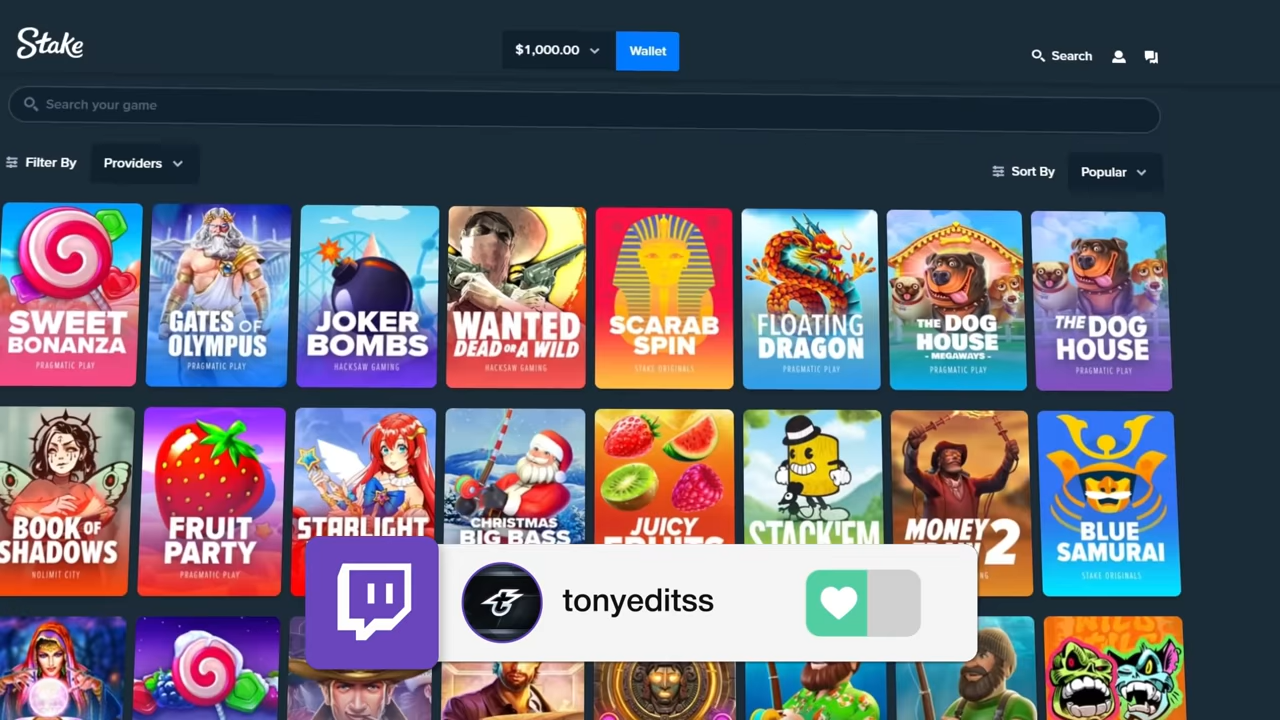 Stake
$1,000.00
Wallet
Search
Search your game
Filter By
Providers
Sort By
Popular
SWEET
BONANZA
PRAGMATIC PLAY
GATES OF
OLYMPUS
PRAGMATIC PLAY
JOKER
BOMBS
HACKSAW GAMING
WANTED
DEAD OR A WILD
HACKSAW GAMING
SCARAB
SPIN
STAKE ORIGINALS
FLOATING
DRAGON
PRAGMATIC PLAY
THE DOG
HOUSE
- MEGAWAYS -
PRAGMATIC PLAY
THE DOG
HOUSE
PRAGMATIC PLAY
BOOK OF
SHADOWS
NOLIMIT CITY
FRUIT
PARTY
PRAGMATIC PLAY
STARLIGHT
CHRISTMAS
BIG BASS
JUICY
FRUITS
STACK'EM
MONEY
2
BLUE
SAMURAI
STAKE ORIGINALS
tonyeditss